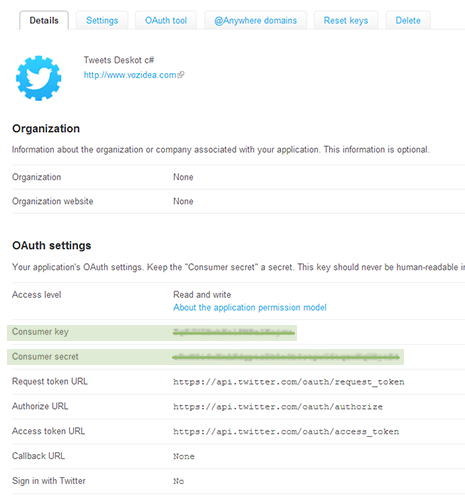 Details Settings OAuth tool @Anywhere domains Reset keys Delete
Tweets Deskot c#
http://www.vozidea.com
Organization
Information about the organization or company associated with your application. This information is optional.
Organization None
Organization website None
OAuth settings
Your application's OAuth settings. Keep the "Consumer secret" a secret. This key should never be human-readable in
Access level Read and write
About the application permission model
Consumer key
Consumer secret
Request token URL https://api.twitter.com/oauth/request_token
Authorize URL https://api.twitter.com/oauth/authorize
Access token URL https://api.twitter.com/oauth/access_token
Callback URL None
Sign in with Twitter No